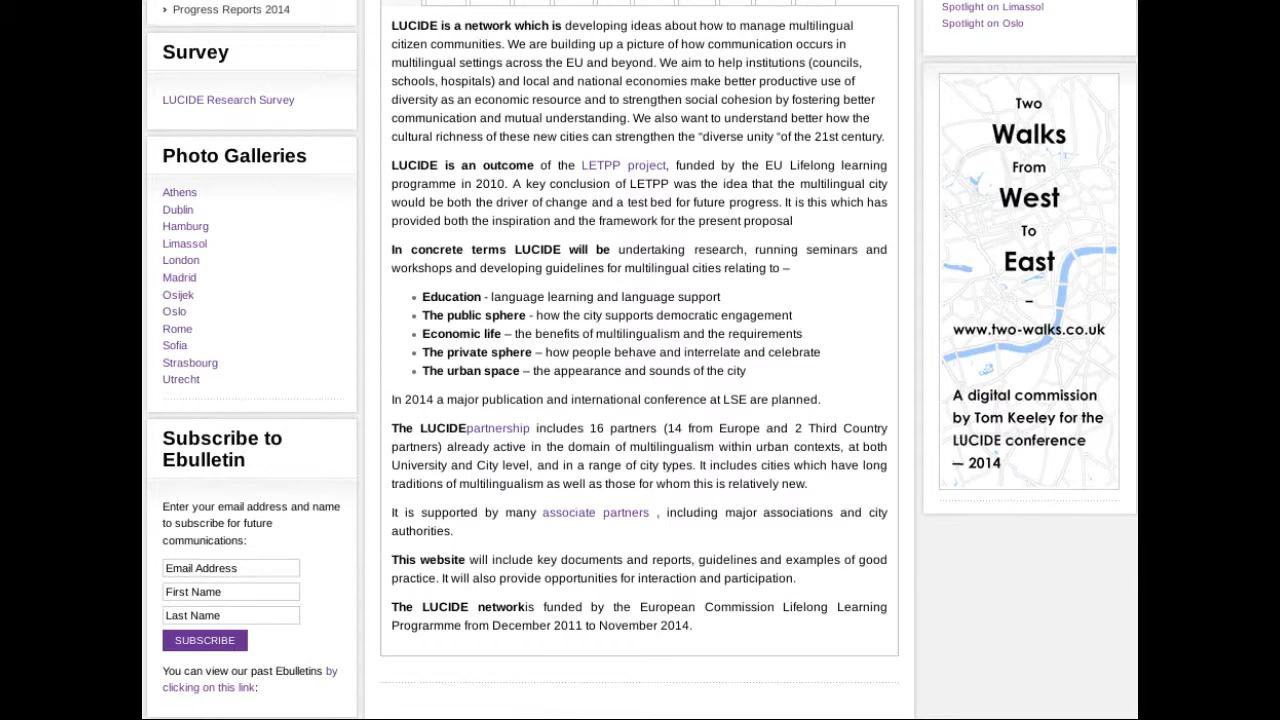 Progress Reports 2014
Survey
LUCIDE Research Survey
Photo Galleries
Athens
Dublin
Hamburg
Limassol
London
Madrid
Osijek
Oslo
Rome
Sofia
Strasbourg
Utrecht
Subscribe to
Ebulletin
Enter your email address and name
to subscribe for future
communications:
Email Address
First Name
Last Name
SUBSCRIBE
You can view our past Ebulletins by
clicking on this link:
LUCIDE is a network which is developing ideas about how to manage multilingual
citizen communities. We are building up a picture of how communication occurs in
multilingual settings across the EU and beyond. We aim to help institutions (councils,
schools, hospitals) and local and national economies make better productive use of
diversity as an economic resource and to strengthen social cohesion by fostering better
communication and mutual understanding. We also want to understand better how the
cultural richness of these new cities can strengthen the "diverse unity "of the 21st century.
LUCIDE is an outcome of the LETPP project, funded by the EU Lifelong learning
programme in 2010. A key conclusion of LETPP was the idea that the multilingual city
would be both the driver of change and a test bed for future progress. It is this which has
provided both the inspiration and the framework for the present proposal
In concrete terms LUCIDE will be undertaking research, running seminars and
workshops and developing guidelines for multilingual cities relating to –
Education - language learning and language support
The public sphere - how the city supports democratic engagement
Economic life – the benefits of multilingualism and the requirements
The private sphere – how people behave and interrelate and celebrate
The urban space – the appearance and sounds of the city
In 2014 a major publication and international conference at LSE are planned.
The LUCIDEpartnership includes 16 partners (14 from Europe and 2 Third Country
partners) already active in the domain of multilingualism within urban contexts, at both
University and City level, and in a range of city types. It includes cities which have long
traditions of multilingualism as well as those for whom this is relatively new.
It is supported by many associate partners , including major associations and city
authorities.
This website will include key documents and reports, guidelines and examples of good
practice. It will also provide opportunities for interaction and participation.
The LUCIDE networkis funded by the European Commission Lifelong Learning
Prograrmme from December 2011 to November 2014.
Spotlight on Limassol
Spotlight on Oslo
Two
Walks
From
West
To
East
–
www.two-walks.co.uk
A digital commission
by Tom Keeley for the
LUCIDE conference
— 2014